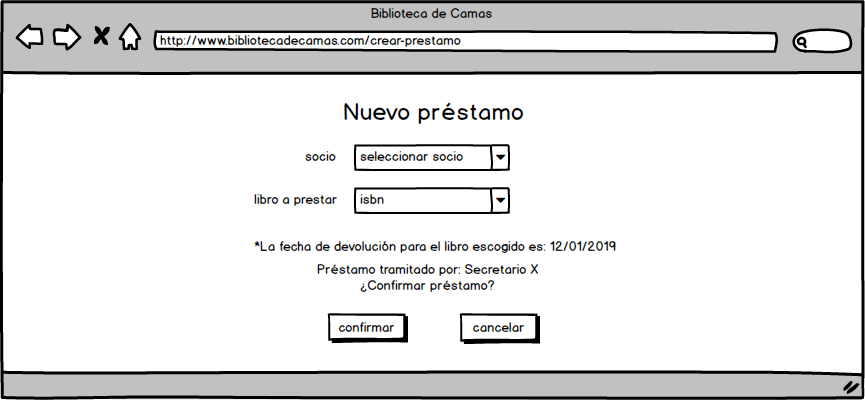 Biblioteca de Camas
http://www.bibliotecadecamas.com/crear-prestamo
Nuevo préstamo
socio seleccionar socio
libro a prestar isbn
*La fecha de devolución para el libro escogido es: 12/01/2019
Préstamo tramitado por: Secretario X
¿Confirmar préstamo?
confirmar cancelar